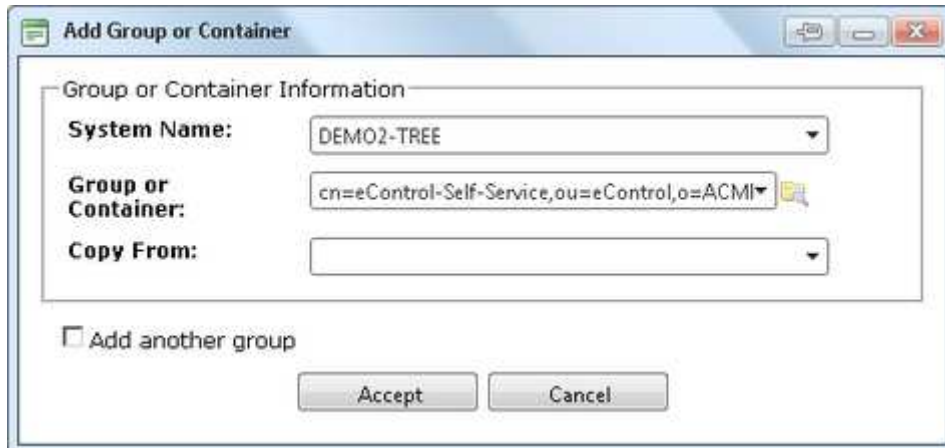 Add Group or Container
Group or Container Information
System Name:
DEMO2-TREE
Group or
Container:
cn=eControl-Self-Service,ou=eControl,o=ACM
Copy From:
Add another group
Accept
Cancel